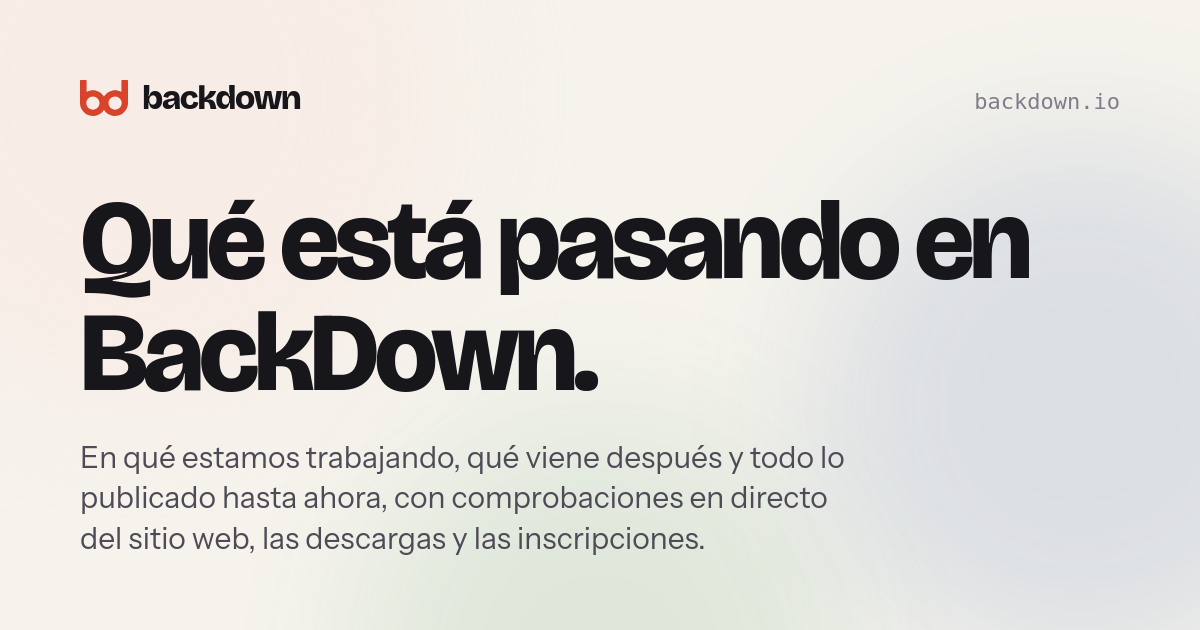 bd backdown
backdown.io
Qué está pasando en
BackDown.
En qué estamos trabajando, qué viene después y todo lo
publicado hasta ahora, con comprobaciones en directo
del sitio web, las descargas y las inscripciones.